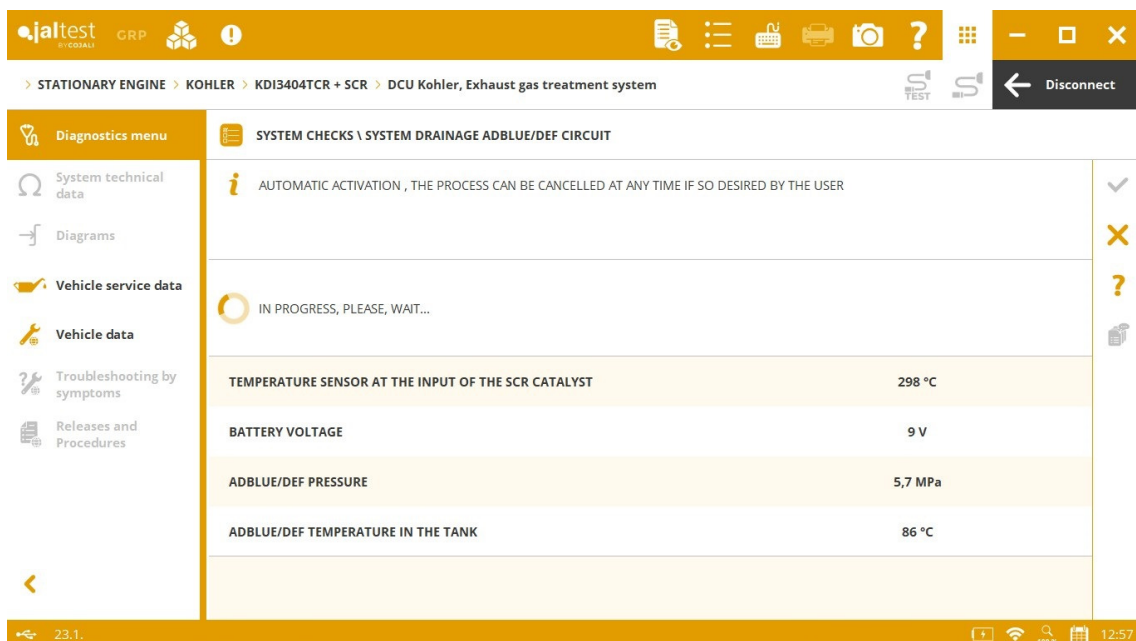 jaltest GRP
BY COJALI
> STATIONARY ENGINE > KOHLER > KDI3404TCR + SCR > DCU Kohler, Exhaust gas treatment system
TEST
Disconnect
Diagnostics menu
SYSTEM CHECKS \ SYSTEM DRAINAGE ADBLUE/DEF CIRCUIT
System technical
data
Diagrams
Vehicle service data
Vehicle data
Troubleshooting by
symptoms
Releases and
Procedures
AUTOMATIC ACTIVATION , THE PROCESS CAN BE CANCELLED AT ANY TIME IF SO DESIRED BY THE USER
IN PROGRESS, PLEASE, WAIT...
TEMPERATURE SENSOR AT THE INPUT OF THE SCR CATALYST 298 °C
BATTERY VOLTAGE 9 V
ADBLUE/DEF PRESSURE 5,7 MPa
ADBLUE/DEF TEMPERATURE IN THE TANK 86 °C
23.1.
12:57